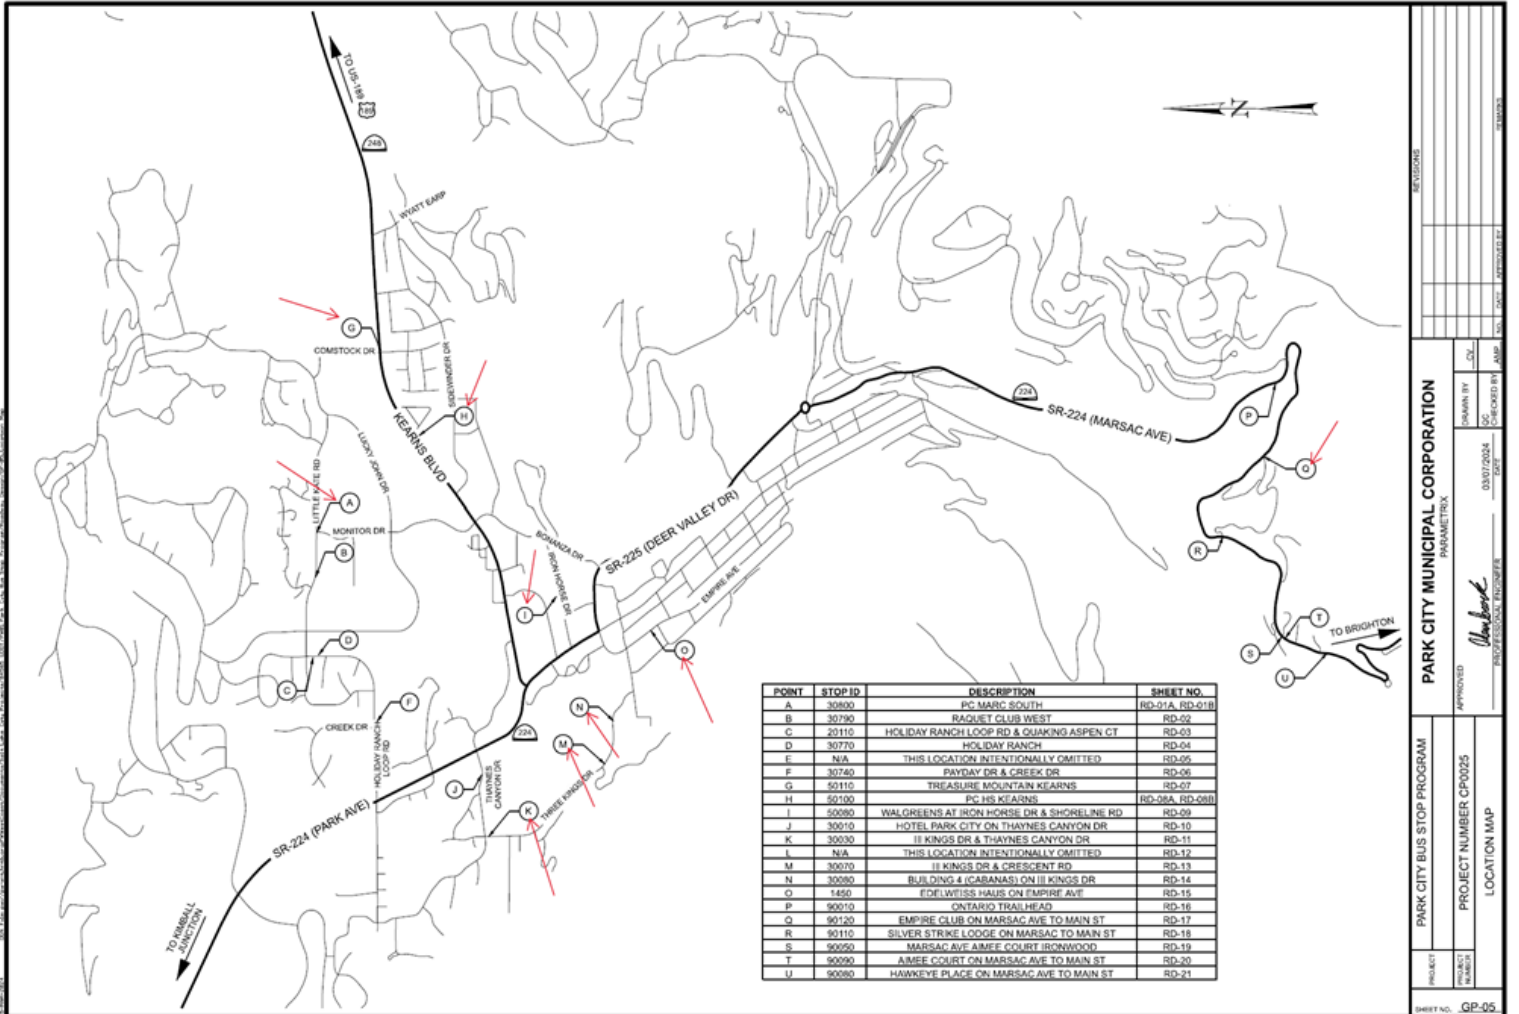 TO US-189
189
248
WYATT EARP
G
COMSTOCK DR
SIDEWINDER DR
H
KEARNS BLVD
LUCKY JOHN DR
LITTLE KATE RD
A
MONITOR DR
B
BONANZA DR
IRON HORSE DR
I
SR-225 (DEER VALLEY DR)
EMPIRE AVE
D
C
O
F
CREEK DR
HOLIDAY RANCH
LOOP RD
N
224
M
J
THAYNES
CANYON DR
THREE KINGS DR
K
SR-224 (PARK AVE)
TO KIMBALL
JUNCTION
N
224
SR-224 (MARSAC AVE)
P
Q
R
T
S
U
TO BRIGHTON
POINT STOP ID DESCRIPTION SHEET NO.
A 30800 PC MARC SOUTH RD-01A, RD-01B
B 30790 RAQUET CLUB WEST RD-02
C 20110 HOLIDAY RANCH LOOP RD & QUAKING ASPEN CT RD-03
D 30770 HOLIDAY RANCH RD-04
E N/A THIS LOCATION INTENTIONALLY OMITTED RD-05
F 30740 PAYDAY DR & CREEK DR RD-06
G 50110 TREASURE MOUNTAIN KEARNS RD-07
H 50100 PC HS KEARNS RD-08A, RD-08B
I 50080 WALGREENS AT IRON HORSE DR & SHORELINE RD RD-09
J 30010 HOTEL PARK CITY ON THAYNES CANYON DR RD-10
K 30030 III KINGS DR & THAYNES CANYON DR RD-11
L N/A THIS LOCATION INTENTIONALLY OMITTED RD-12
M 30070 III KINGS DR & CRESCENT RD RD-13
N 30080 BUILDING 4 (CABANAS) ON III KINGS DR RD-14
O 1450 EDELWEISS HAUS ON EMPIRE AVE RD-15
P 90010 ONTARIO TRAILHEAD RD-16
Q 90120 EMPIRE CLUB ON MARSAC AVE TO MAIN ST RD-17
R 90110 SILVER STRIKE LODGE ON MARSAC TO MAIN ST RD-18
S 90050 MARSAC AVE AIMEE COURT IRONWOOD RD-19
T 90090 AIMEE COURT ON MARSAC AVE TO MAIN ST RD-20
U 90080 HAWKEYE PLACE ON MARSAC AVE TO MAIN ST RD-21
REVISIONS
NO. DATE APPROVED BY REMARKS
PARK CITY MUNICIPAL CORPORATION
PARAMETRIX
DRAWN BY CV
QC CHECKED BY AMP
APPROVED
03/07/2024
PROFESSIONAL ENGINEER DATE
PROJECT PARK CITY BUS STOP PROGRAM
PROJECT NUMBER PROJECT NUMBER CP0025
LOCATION MAP
SHEET NO. GP-05